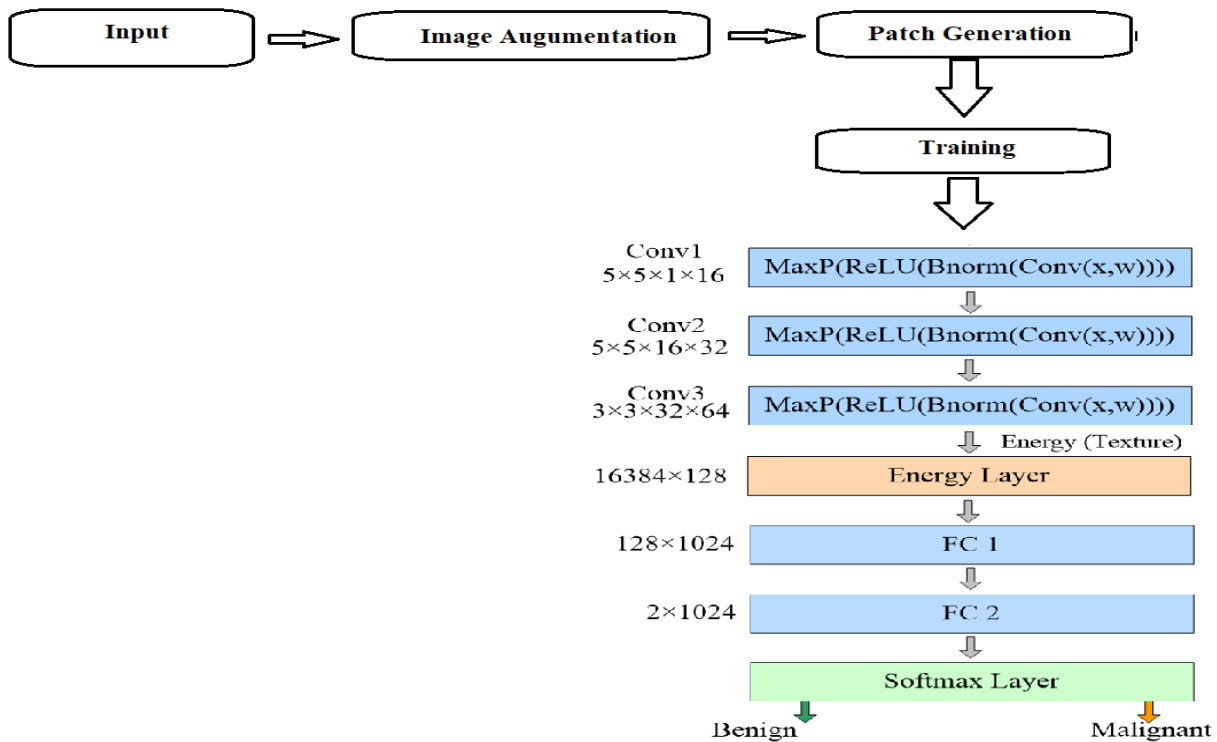 Input
Image Augumentation
Patch Generation
Training
Conv1
5×5×1×16
MaxP(ReLU(Bnorm(Conv(x,w))))
Conv2
5×5×16×32
MaxP(ReLU(Bnorm(Conv(x,w))))
Conv3
3×3×32×64
MaxP(ReLU(Bnorm(Conv(x,w))))
Energy (Texture)
16384×128
Energy Layer
128×1024
FC 1
2×1024
FC 2
Softmax Layer
Benign
Malignant